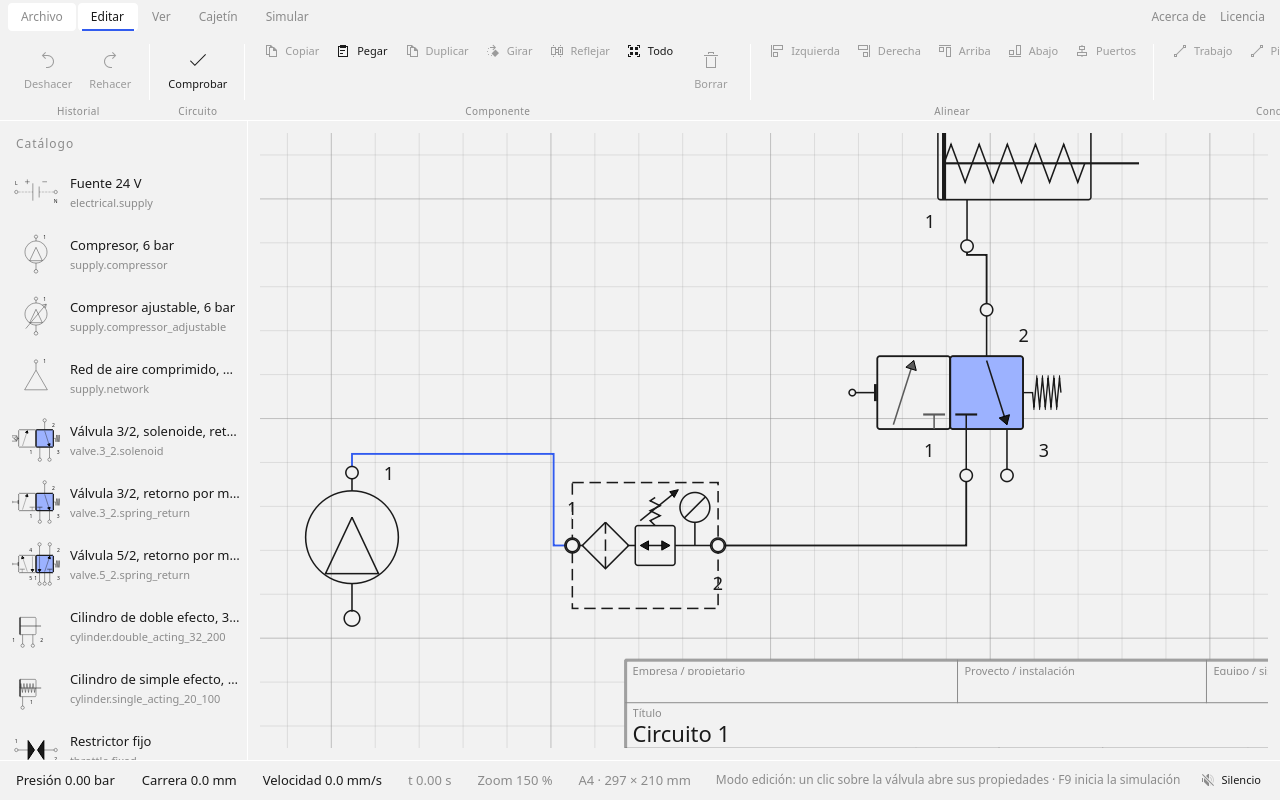 Archivo
Editar
Ver
Cajetín
Simular
Acerca de
Licencia
Deshacer
Rehacer
Historial
Comprobar
Circuito
Copiar
Pegar
Duplicar
Girar
Reflejar
Todo
Borrar
Componente
Izquierda
Derecha
Arriba
Abajo
Puertos
Alinear
Trabajo
Catálogo
Fuente 24 V
electrical.supply
Compresor, 6 bar
supply.compressor
Compresor ajustable, 6 bar
supply.compressor_adjustable
Red de aire comprimido, ...
supply.network
Válvula 3/2, solenoide, ret...
valve.3_2.solenoid
Válvula 3/2, retorno por m...
valve.3_2.spring_return
Válvula 5/2, retorno por m...
valve.5_2.spring_return
Cilindro de doble efecto, 3...
cylinder.double_acting_32_200
Cilindro de simple efecto, ...
cylinder.single_acting_20_100
Restrictor fijo
1
2
1
3
1
1
2
Empresa / propietario
Proyecto / instalación
Equipo / si
Título
Circuito 1
Presión 0.00 bar
Carrera 0.0 mm
Velocidad 0.0 mm/s
t 0.00 s
Zoom 150 %
A4 · 297 × 210 mm
Modo edición: un clic sobre la válvula abre sus propiedades · F9 inicia la simulación
Silencio